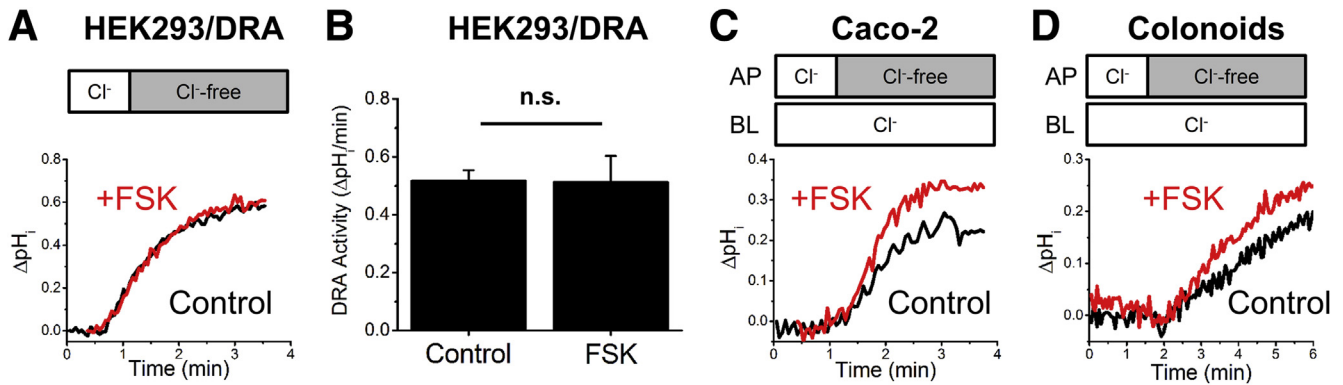 A HEK293/DRA
Cl⁻ Cl⁻-free
0.8
0.6
0.4
0.2
0.0
ΔpHᵢ
+FSK
Control
0 1 2 3 4
Time (min)
B HEK293/DRA
n.s.
0.8
0.6
0.4
0.2
0.0
DRA Activity (ΔpHᵢ/min)
Control FSK
C Caco-2
AP Cl⁻ Cl⁻-free
BL Cl⁻
0.4
0.3
0.2
0.1
0.0
ΔpHᵢ
+FSK
Control
0 1 2 3 4
Time (min)
D Colonoids
AP Cl⁻ Cl⁻-free
BL Cl⁻
0.3
0.2
0.1
0.0
ΔpHᵢ
+FSK
Control
0 1 2 3 4 5 6
Time (min)